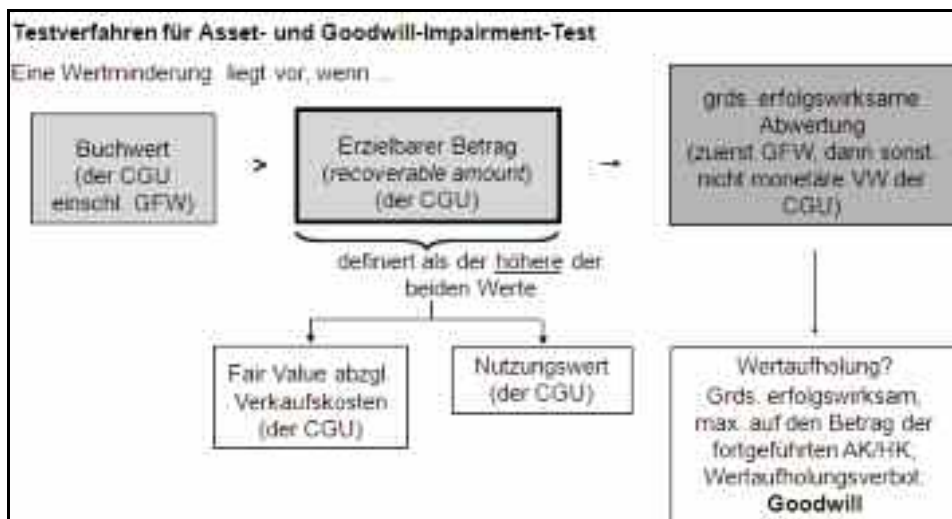 Testverfahren für Asset- und Goodwill-Impairment-Test
Eine Wertminderung liegt vor, wenn ...
Buchwert
(der CGU
einschl. GFW)
>
Erzielbarer Betrag
(recoverable amount)
(der CGU)
→
grds. erfolgswirksame
Abwertung
(zuerst GFW, dann sonst.
nicht monetäre VW der
CGU)
definiert als der höhere der
beiden Werte
Fair Value abzgl.
Verkaufskosten
(der CGU)
Nutzungswert
(der CGU)
Wertaufholung?
Grds. erfolgswirksam,
max. auf den Betrag der
fortgeführten AK/HK;
Wertaufholungsverbot:
Goodwill